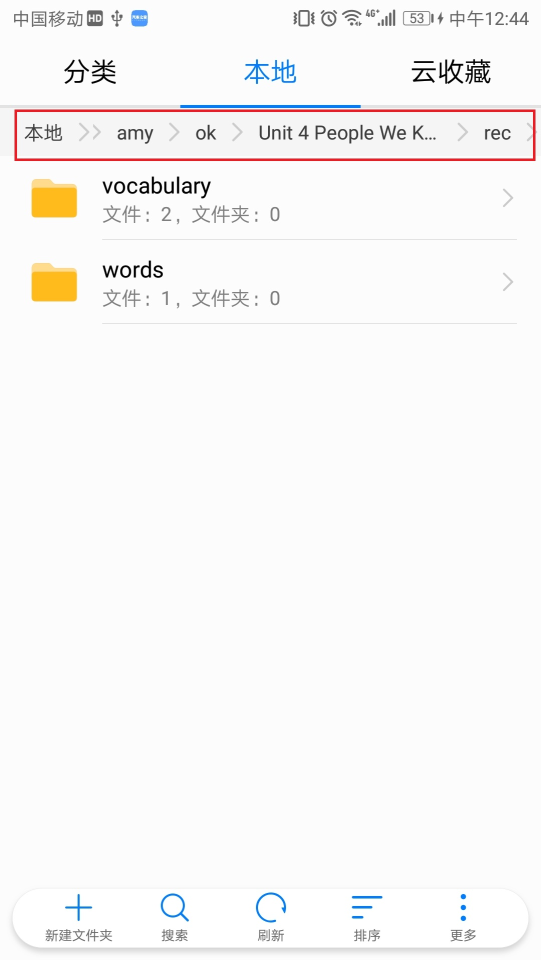 中国移动 HD 4G+ 53 中午12:44
分类 本地 云收藏
本地 amy ok Unit 4 People We K... rec
vocabulary
文件：2，文件夹：0
words
文件：1，文件夹：0
新建文件夹 搜索 刷新 排序 更多